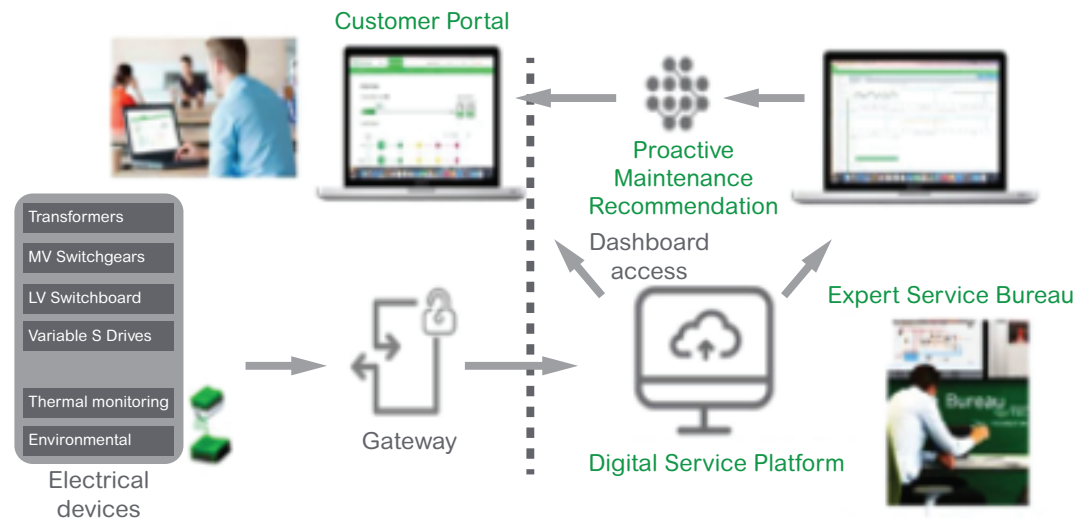 Customer Portal
Proactive
Maintenance
Recommendation
Transformers
MV Switchgears
LV Switchboard
Variable S Drives
Thermal monitoring
Environmental
Electrical
devices
Gateway
Dashboard
access
Digital Service Platform
Expert Service Bureau
Bureau